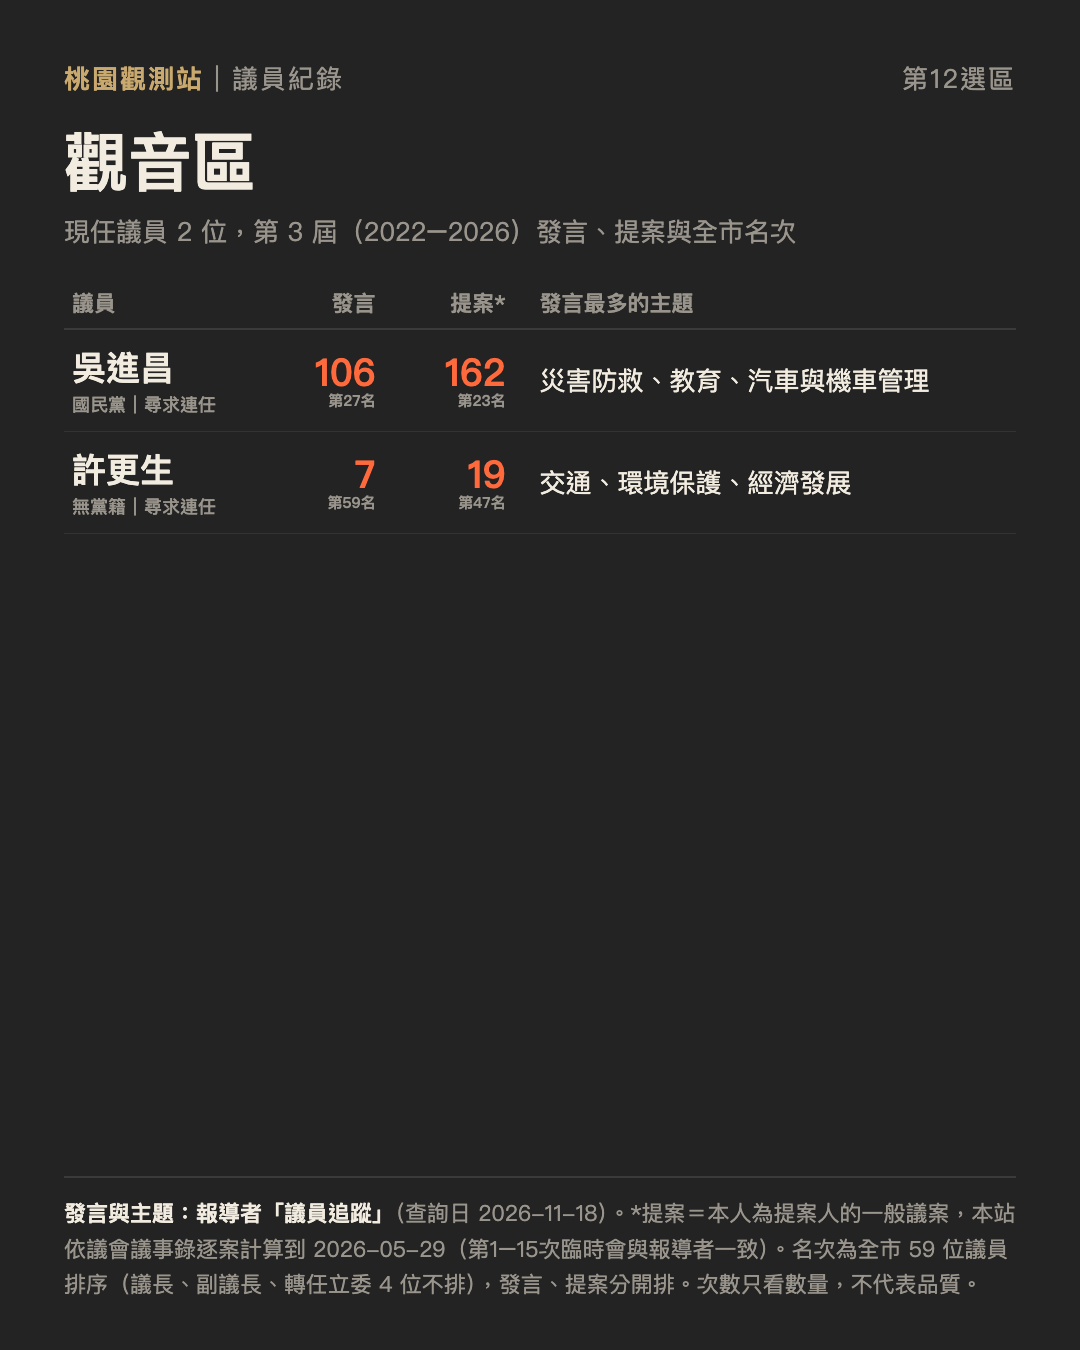 桃園觀測站｜議員紀錄
第12選區
觀音區
現任議員 2 位，第 3 屆（2022—2026）發言、提案與全市名次
議員 發言 提案* 發言最多的主題
吳進昌 106 162 災害防救、教育、汽車與機車管理
國民黨｜尋求連任 第27名 第23名
許更生 7 19 交通、環境保護、經濟發展
無黨籍｜尋求連任 第59名 第47名
發言與主題：報導者「議員追蹤」（查詢日 2026–11–18）。*提案＝本人為提案人的一般議案，本站
依議會議事錄逐案計算到 2026–05–29（第1—15次臨時會與報導者一致）。名次為全市 59 位議員
排序（議長、副議長、轉任立委 4 位不排），發言、提案分開排。次數只看數量，不代表品質。